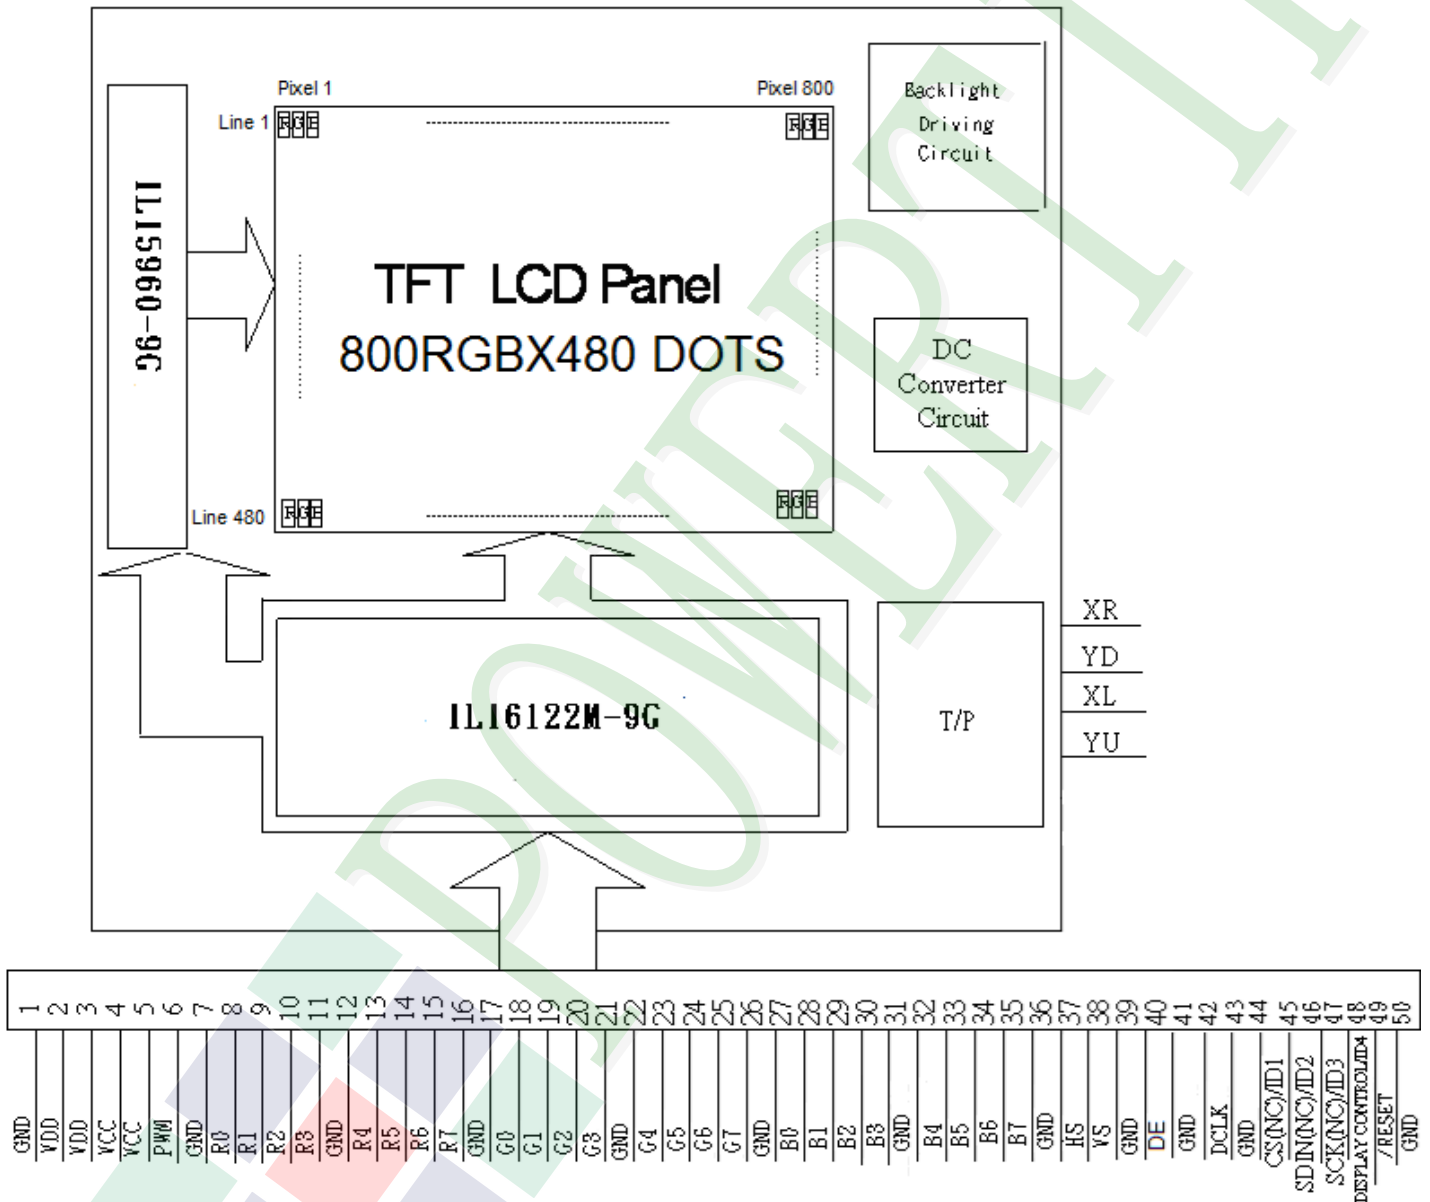 Pixel 1
Pixel 800
Line 1
RGB
RGB
ILI5960-9G
TFT LCD Panel
800RGBX480 DOTS
Line 480
RGB
RGB
Backlight
Driving
Circuit
DC
Converter
Circuit
ILI6122M-9G
T/P
XR
YD
XL
YU
POWERTI
1 2 3 4 5 6 7 8 9 10 11 12 13 14 15 16 17 18 19 20 21 22 23 24 25 26 27 28 29 30 31 32 33 34 35 36 37 38 39 40 41 42 43 44 45 46 47 48 49 50
GND VDD VDD VCC VCC PWM GND R0 R1 R2 R3 GND R4 R5 R6 R7 GND G0 G1 G2 G3 GND G4 G5 G6 G7 GND B0 B1 B2 B3 GND B4 B5 B6 B7 GND HS VS GND DE GND DCLK GND CS(NC)/ID1 SDIN(NC)/ID2 SCK(NC)/ID3 DISPLAY CONTROL/ID4 /RESET GND